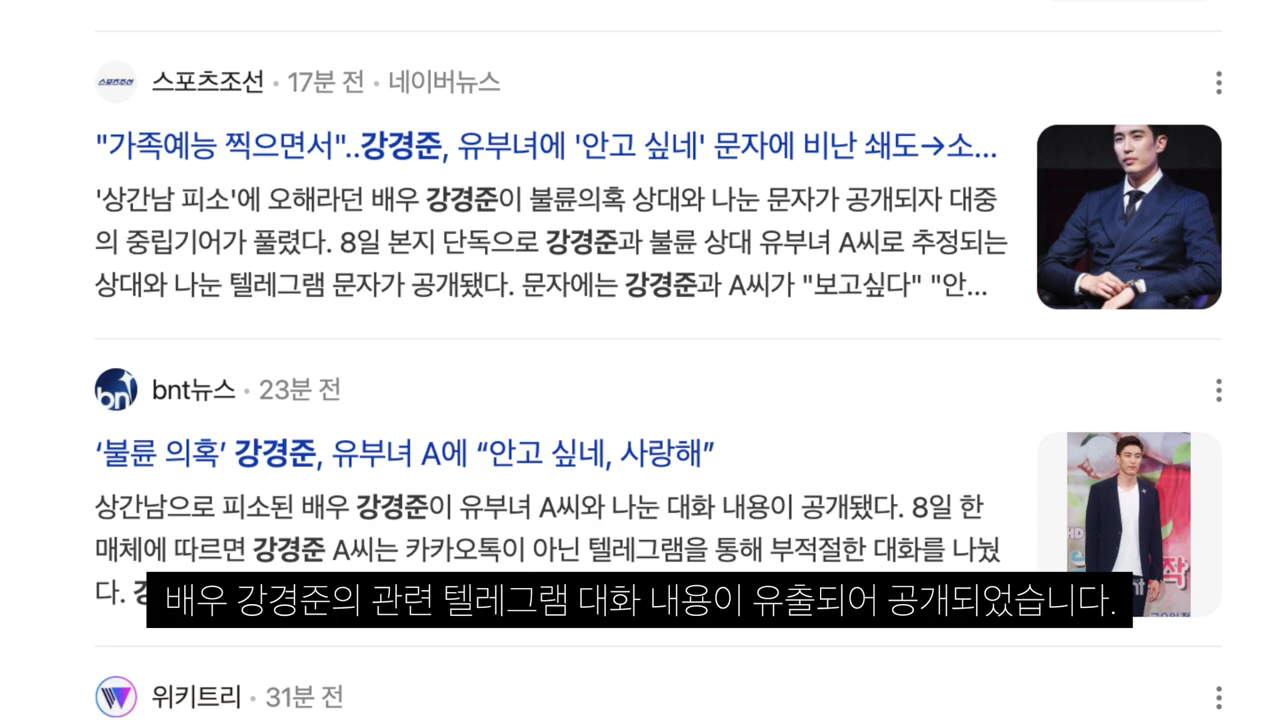 스포츠조선
스포츠조선 · 17분 전 · 네이버뉴스
"가족예능 찍으면서"..강경준, 유부녀에 '안고 싶네' 문자에 비난 쇄도→소...
'상간남 피소'에 오해라던 배우 강경준이 불륜의혹 상대와 나눈 문자가 공개되자 대중
의 중립기어가 풀렸다. 8일 본지 단독으로 강경준과 불륜 상대 유부녀 A씨로 추정되는
상대와 나눈 텔레그램 문자가 공개됐다. 문자에는 강경준과 A씨가 "보고싶다" "안...
bn
bnt뉴스 · 23분 전
‘불륜 의혹’ 강경준, 유부녀 A에 “안고 싶네, 사랑해”
상간남으로 피소된 배우 강경준이 유부녀 A씨와 나눈 대화 내용이 공개됐다. 8일 한
매체에 따르면 강경준 A씨는 카카오톡이 아닌 텔레그램을 통해 부적절한 대화를 나눴
다.
HD
작
배우 강경준의 관련 텔레그램 대화 내용이 유출되어 공개되었습니다.
위키트리 · 31분 전